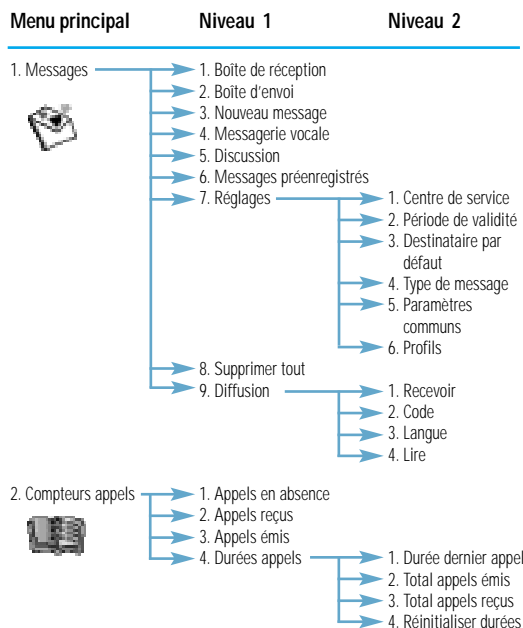 Menu principal Niveau 1 Niveau 2
1. Messages 1. Boîte de réception
2. Boîte d'envoi
3. Nouveau message
4. Messagerie vocale
5. Discussion
6. Messages préenregistrés
7. Réglages 1. Centre de service
2. Période de validité
3. Destinataire par
défaut
4. Type de message
5. Paramètres
communs
6. Profils
8. Supprimer tout
9. Diffusion 1. Recevoir
2. Code
3. Langue
4. Lire
2. Compteurs appels 1. Appels en absence
2. Appels reçus
3. Appels émis
4. Durées appels 1. Durée dernier appel
2. Total appels émis
3. Total appels reçus
4. Réinitialiser durées